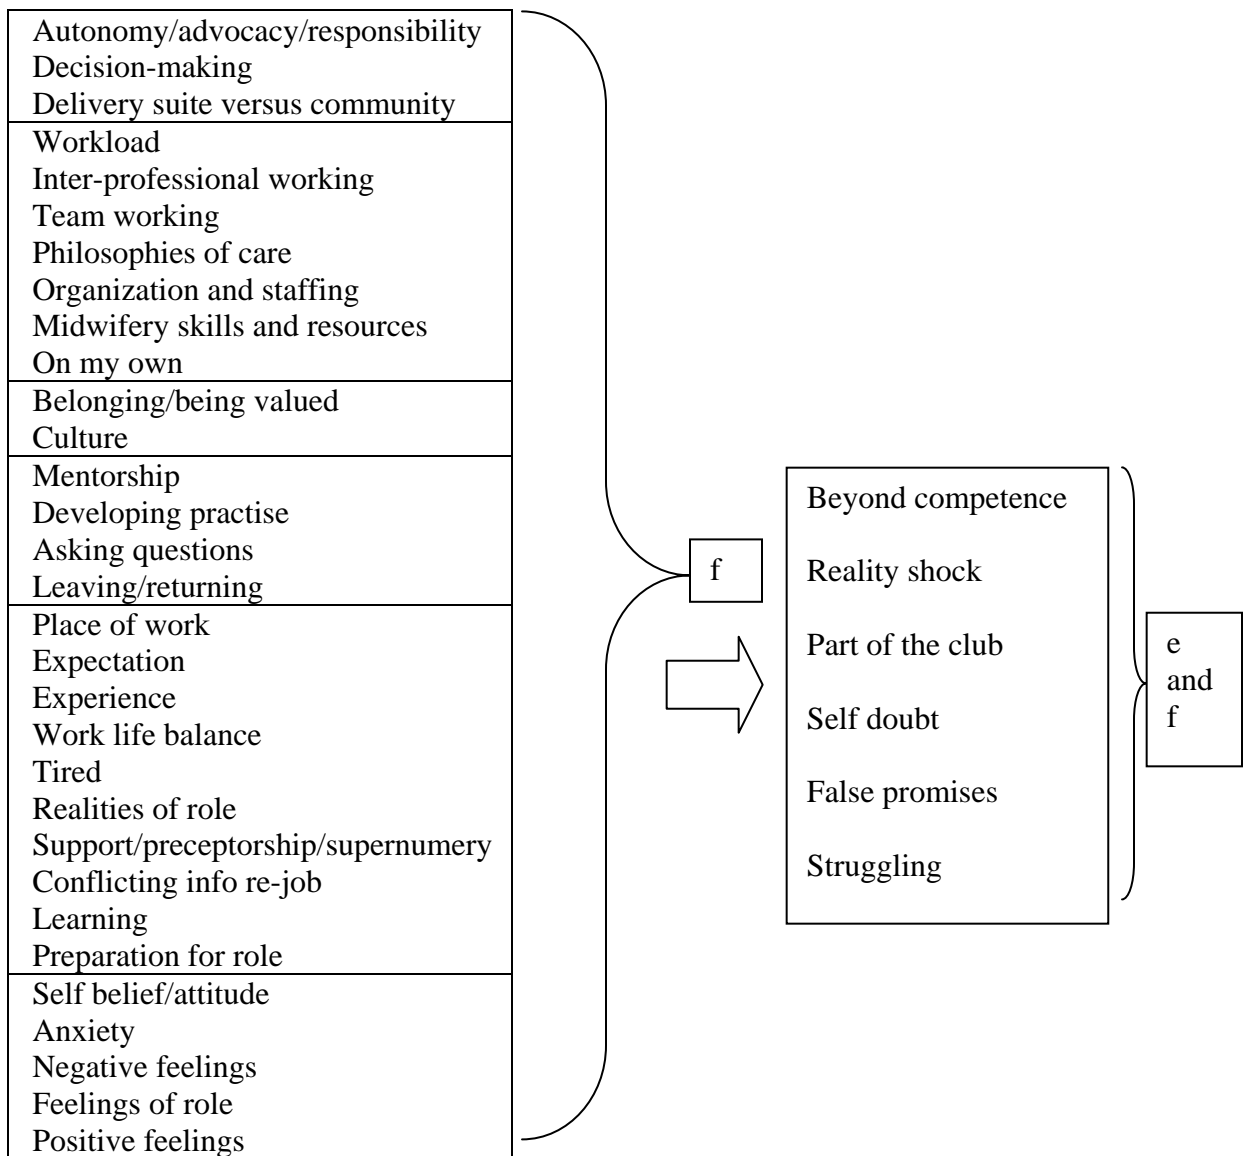 Autonomy/advocacy/responsibility
Decision-making
Delivery suite versus community
Workload
Inter-professional working
Team working
Philosophies of care
Organization and staffing
Midwifery skills and resources
On my own
Belonging/being valued
Culture
Mentorship
Developing practise
Asking questions
Leaving/returning
Place of work
Expectation
Experience
Work life balance
Tired
Realities of role
Support/preceptorship/supernumery
Conflicting info re-job
Learning
Preparation for role
Self belief/attitude
Anxiety
Negative feelings
Feelings of role
Positive feelings
f
Beyond competence
Reality shock
Part of the club
Self doubt
False promises
Struggling
e
and
f